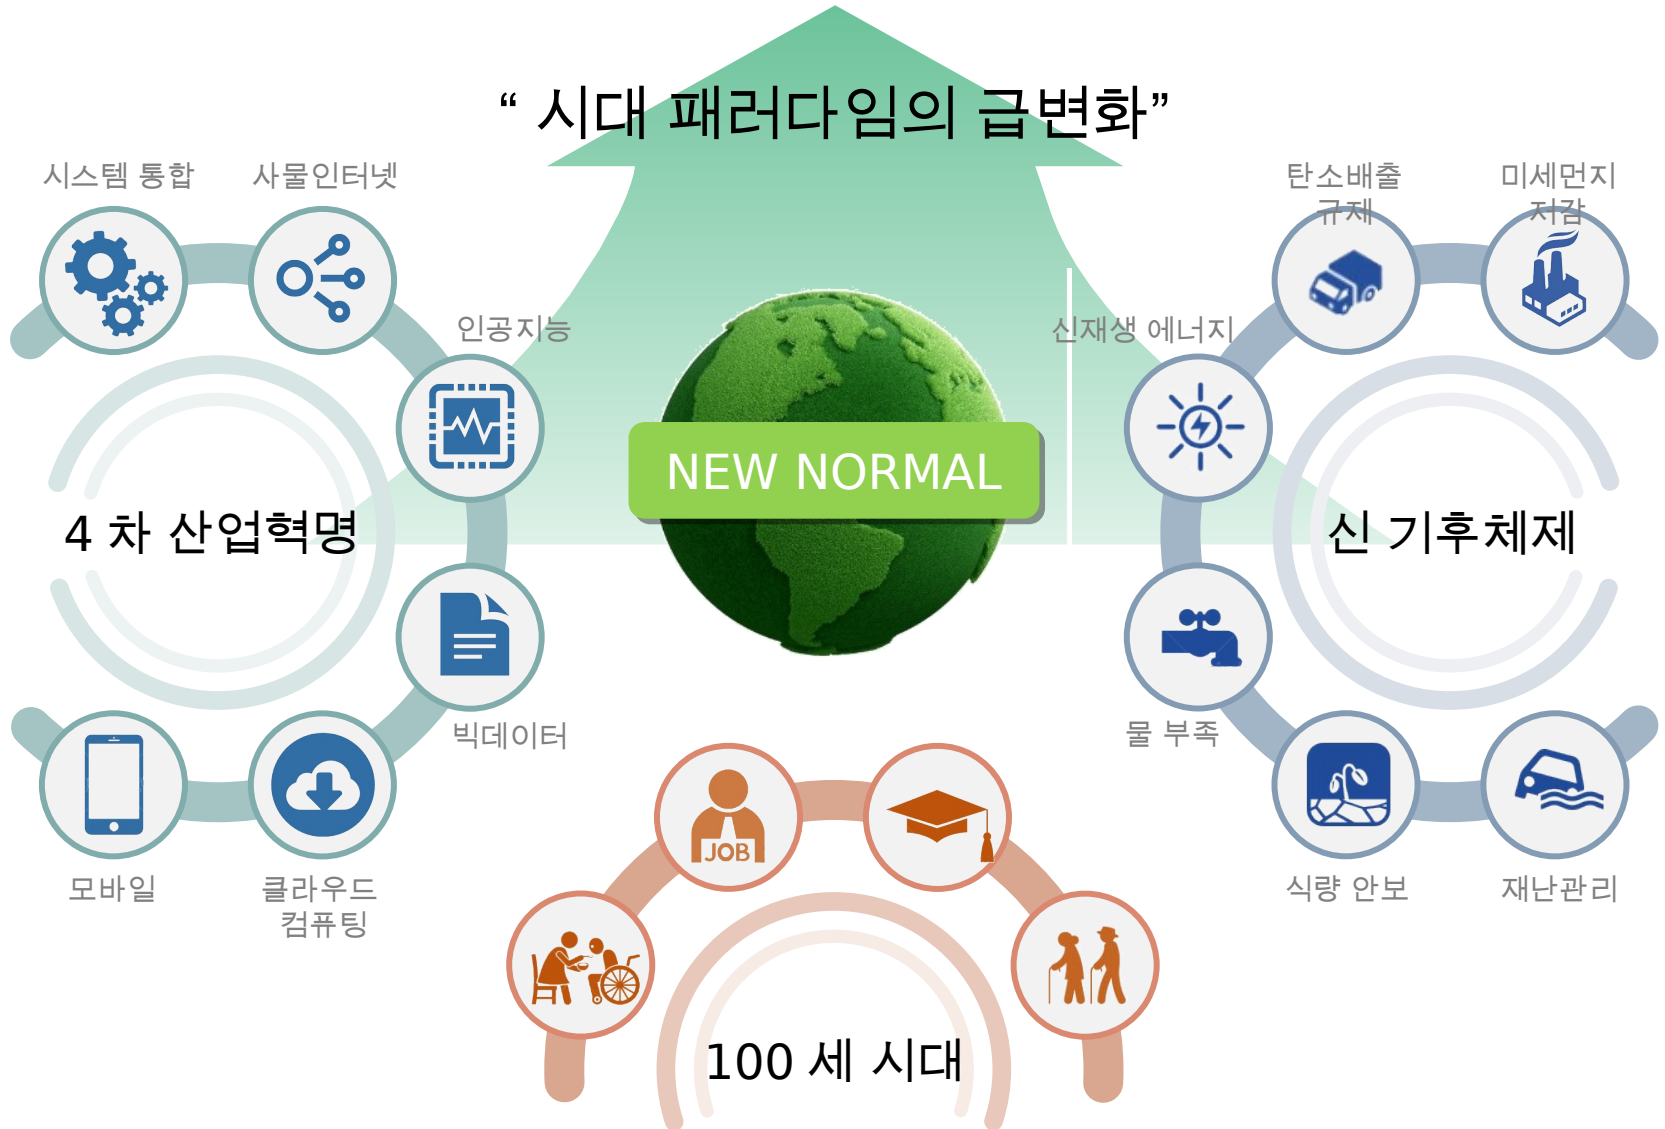 “ 시대 패러다임의 급변화”
시스템 통합
사물인터넷
인공지능
4 차 산업혁명
빅데이터
모바일
클라우드
컴퓨팅
NEW NORMAL
탄소배출
규제
미세먼지
저감
신재생 에너지
신 기후체제
물 부족
식량 안보
재난관리
JOB
100 세 시대